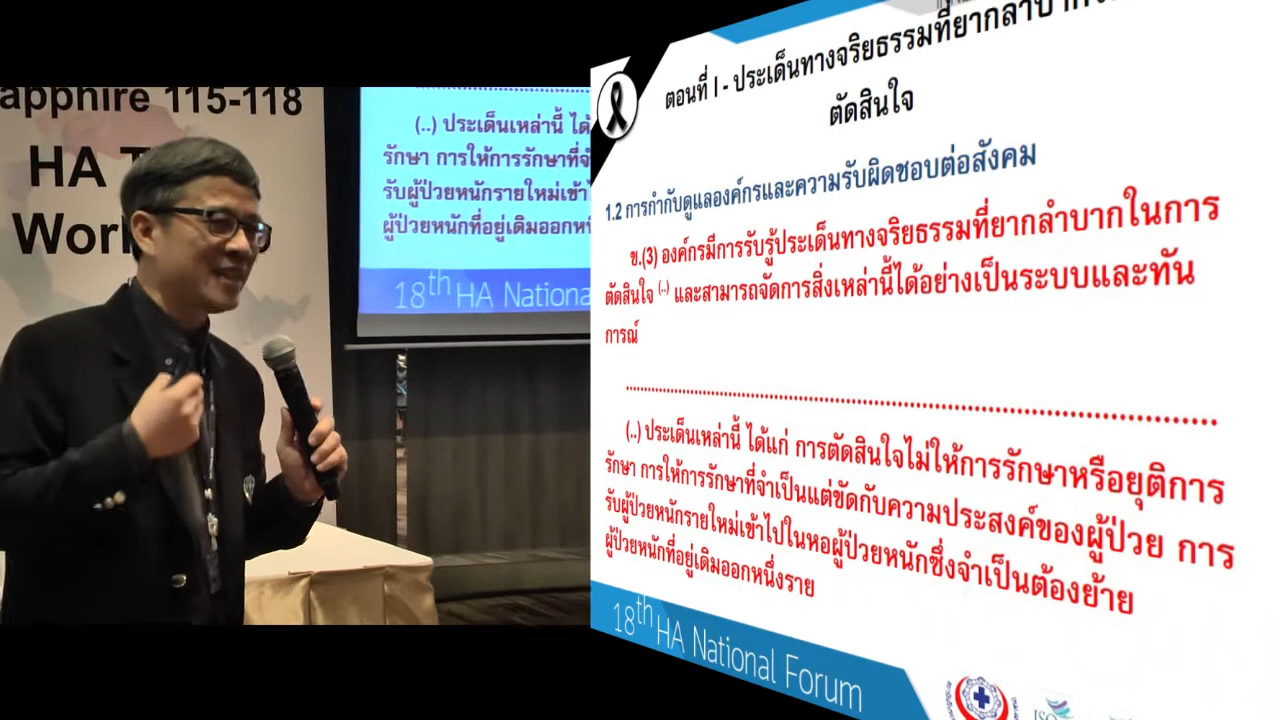 apphire 115-118
HA
Wor
(..) ประเด็นเหล่านี้ ได้
รักษา การให้การรักษาที่จำ
รับผู้ป่วยหนักรายใหม่เข้าไ
ผู้ป่วยหนักที่อยู่เดิมออกหนึ
18th HA Nationa
ตอนที่ I - ประเด็นทางจริยธรรมที่ยากลำบาก
ตัดสินใจ
1.2 การกำกับดูแลองค์กรและความรับผิดชอบต่อสังคม
ข.(3) องค์กรมีการรับรู้ประเด็นทางจริยธรรมที่ยากลำบากในการ
ตัดสินใจ (..) และสามารถจัดการสิ่งเหล่านี้ได้อย่างเป็นระบบและทัน
การณ์
(..) ประเด็นเหล่านี้ ได้แก่ การตัดสินใจไม่ให้การรักษาหรือยุติการ
รักษา การให้การรักษาที่จำเป็นแต่ขัดกับความประสงค์ของผู้ป่วย การ
รับผู้ป่วยหนักรายใหม่เข้าไปในหอผู้ป่วยหนักซึ่งจำเป็นต้องย้าย
ผู้ป่วยหนักที่อยู่เดิมออกหนึ่งราย
18th HA National Forum